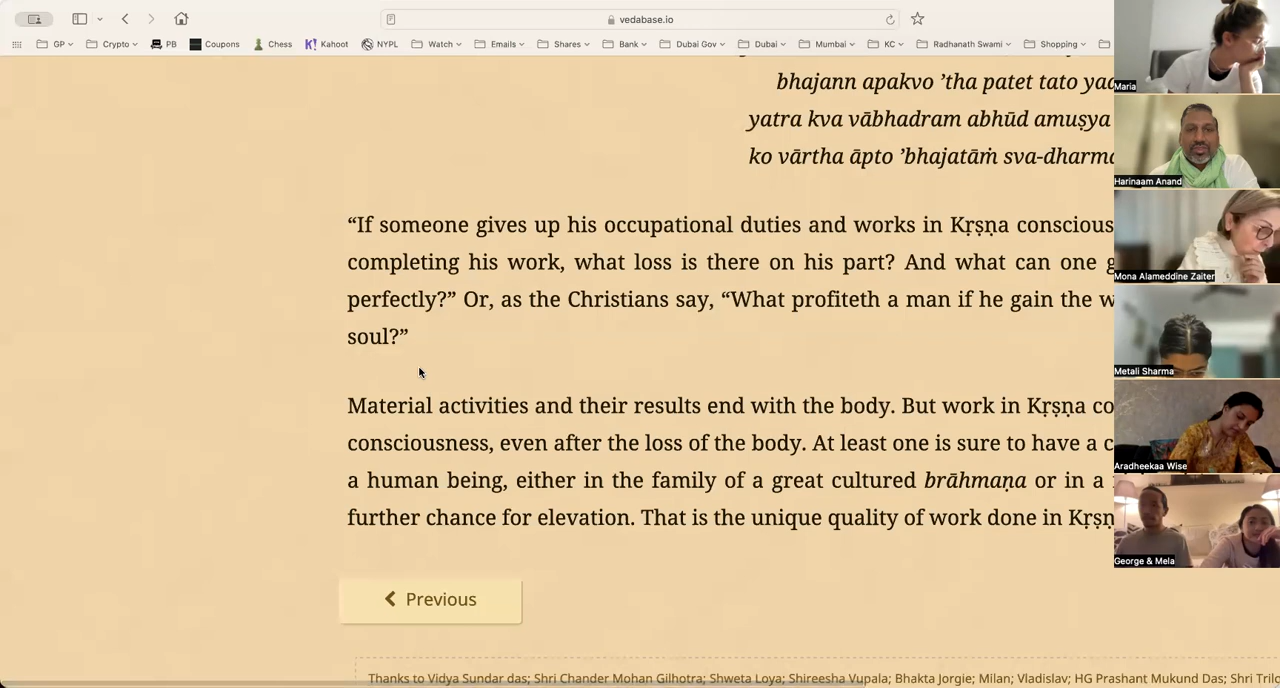 vedabase.io
GP
Crypto
PB
Coupons
Chess
K! Kahoot
NYPL
Watch
Emails
Shares
Bank
Dubai Gov
Dubai
Mumbai
KC
Radhanath Swami
Shopping
bhajann apakvo ’tha patet tato
yatra kva vābhadram abhūd amuṣya
ko vārtha āpto ’bhajatāṁ
“If someone gives up his occupational duties and works in Kṛṣṇa
completing his work, what loss is there on his part? And what can one
perfectly?” Or, as the Christians say, “What profiteth a man if he gain the
soul?”
Material activities and their results end with the body. But work in Kṛṣṇa
consciousness, even after the loss of the body. At least one is sure to have a
a human being, either in the family of a great cultured brāhmaṇa or in a
further chance for elevation. That is the unique quality of work done in
Previous
Thanks to Vidya Sundar das; Shri Chander Mohan Gilhotra; Shweta Loya; Shireesha Vupala; Bhakta Jorgie; Milan; Vladislav; HG Prashant Mukund Das; Shri
Maria
Harinaam Anand
Mona Alameddine Zaiter
Metali Sharma
Aradheekaa Wise
George & Mela